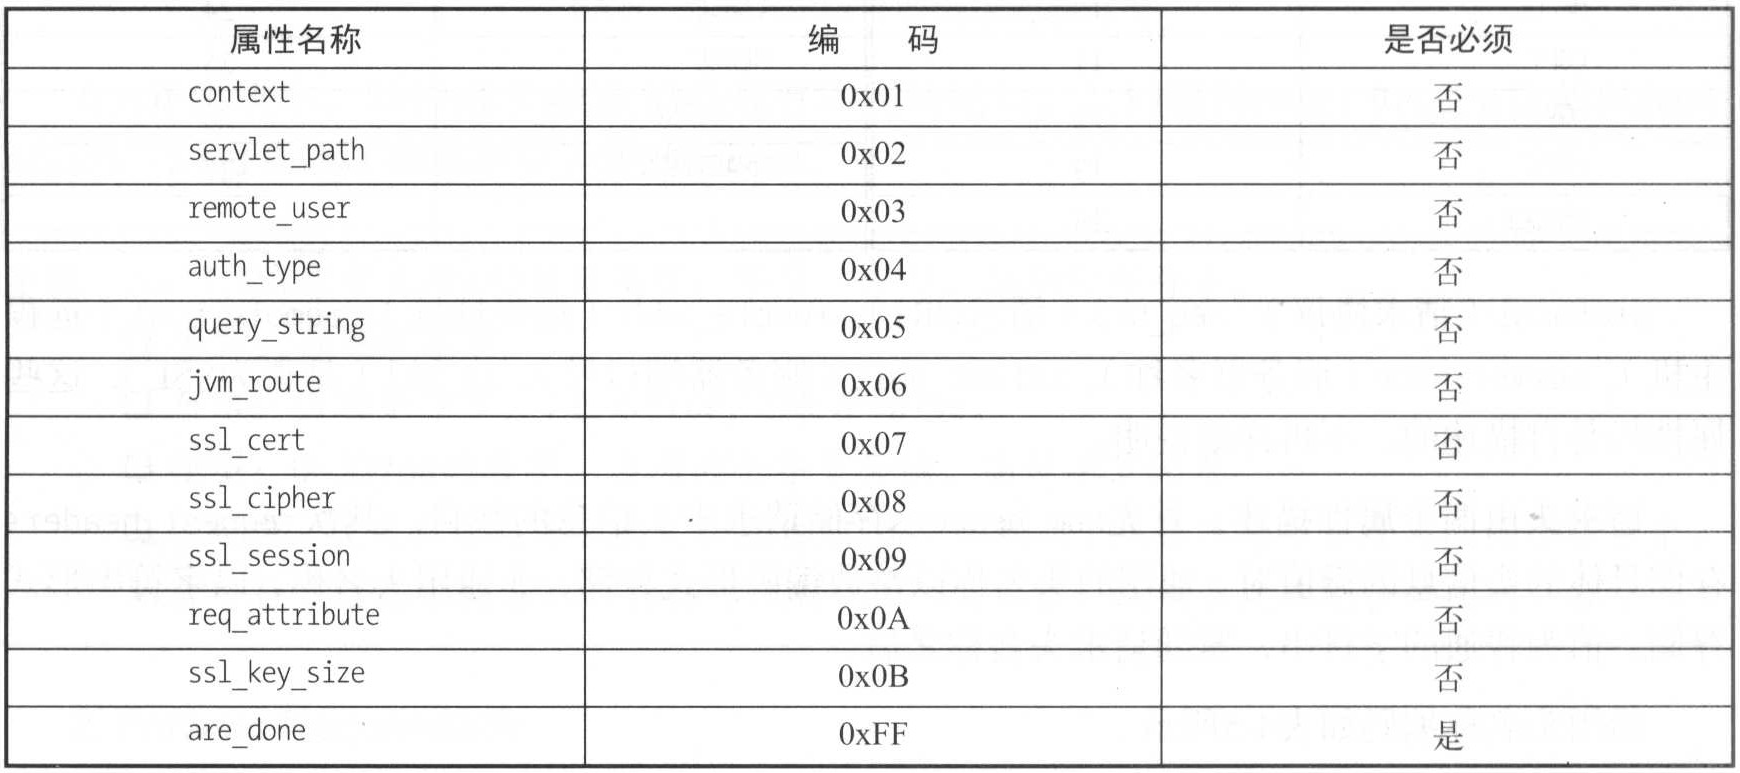 属性名称 编 码 是否必须
context 0x01 否
servlet_path 0x02 否
remote_user 0x03 否
auth_type 0x04 否
query_string 0x05 否
jvm_route 0x06 否
ssl_cert 0x07 否
ssl_cipher 0x08 否
ssl_session 0x09 否
req_attribute 0x0A 否
ssl_key_size 0x0B 否
are_done 0xFF 是